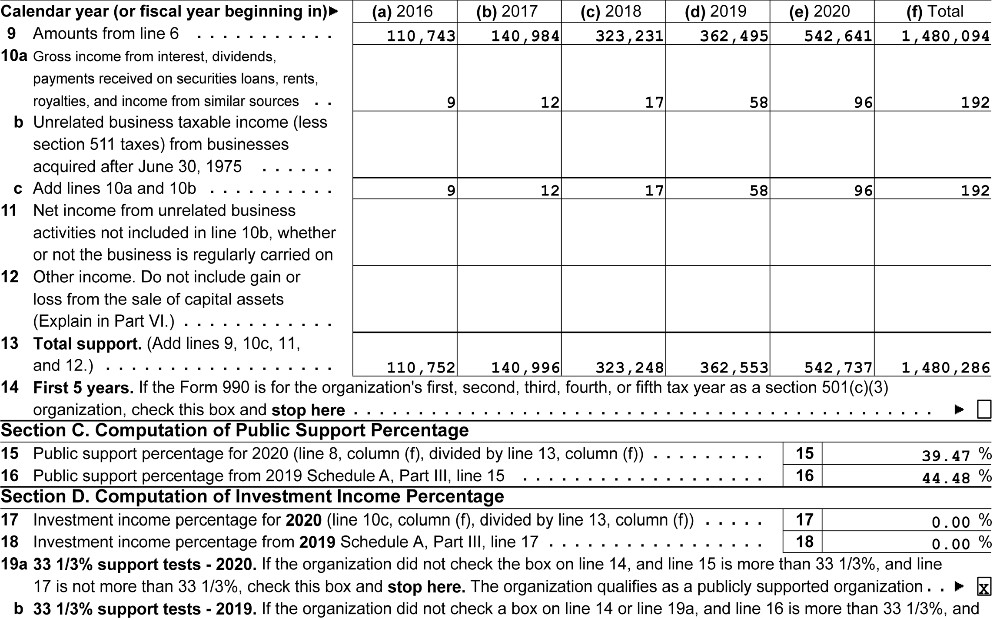 Calendar year (or fiscal year beginning in)▶ (a) 2016 (b) 2017 (c) 2018 (d) 2019 (e) 2020 (f) Total
9 Amounts from line 6 . . . . . . . . . . . 110,743 140,984 323,231 362,495 542,641 1,480,094
10a Gross income from interest, dividends,
payments received on securities loans, rents,
royalties, and income from similar sources . . 9 12 17 58 96 192
b Unrelated business taxable income (less
section 511 taxes) from businesses
acquired after June 30, 1975 . . . . . .
c Add lines 10a and 10b . . . . . . . . . . 9 12 17 58 96 192
11 Net income from unrelated business
activities not included in line 10b, whether
or not the business is regularly carried on
12 Other income. Do not include gain or
loss from the sale of capital assets
(Explain in Part VI.) . . . . . . . . . . . .
13 Total support. (Add lines 9, 10c, 11,
and 12.) . . . . . . . . . . . . . . . . . . 110,752 140,996 323,248 362,553 542,737 1,480,286
14 First 5 years. If the Form 990 is for the organization's first, second, third, fourth, or fifth tax year as a section 501(c)(3)
organization, check this box and stop here . . . . . . . . . . . . . . . . . . . . . . . . . . . . . . . . . . . . . . . . . . . . . ▶
Section C. Computation of Public Support Percentage
15 Public support percentage for 2020 (line 8, column (f), divided by line 13, column (f)) . . . . . . . . . 15 39.47 %
16 Public support percentage from 2019 Schedule A, Part III, line 15 . . . . . . . . . . . . . . . . . . . 16 44.48 %
Section D. Computation of Investment Income Percentage
17 Investment income percentage for 2020 (line 10c, column (f), divided by line 13, column (f)) . . . . . 17 0.00 %
18 Investment income percentage from 2019 Schedule A, Part III, line 17 . . . . . . . . . . . . . . . . . 18 0.00 %
19a 33 1/3% support tests - 2020. If the organization did not check the box on line 14, and line 15 is more than 33 1/3%, and line
17 is not more than 33 1/3%, check this box and stop here. The organization qualifies as a publicly supported organization . . ▶ x
b 33 1/3% support tests - 2019. If the organization did not check a box on line 14 or line 19a, and line 16 is more than 33 1/3%, and